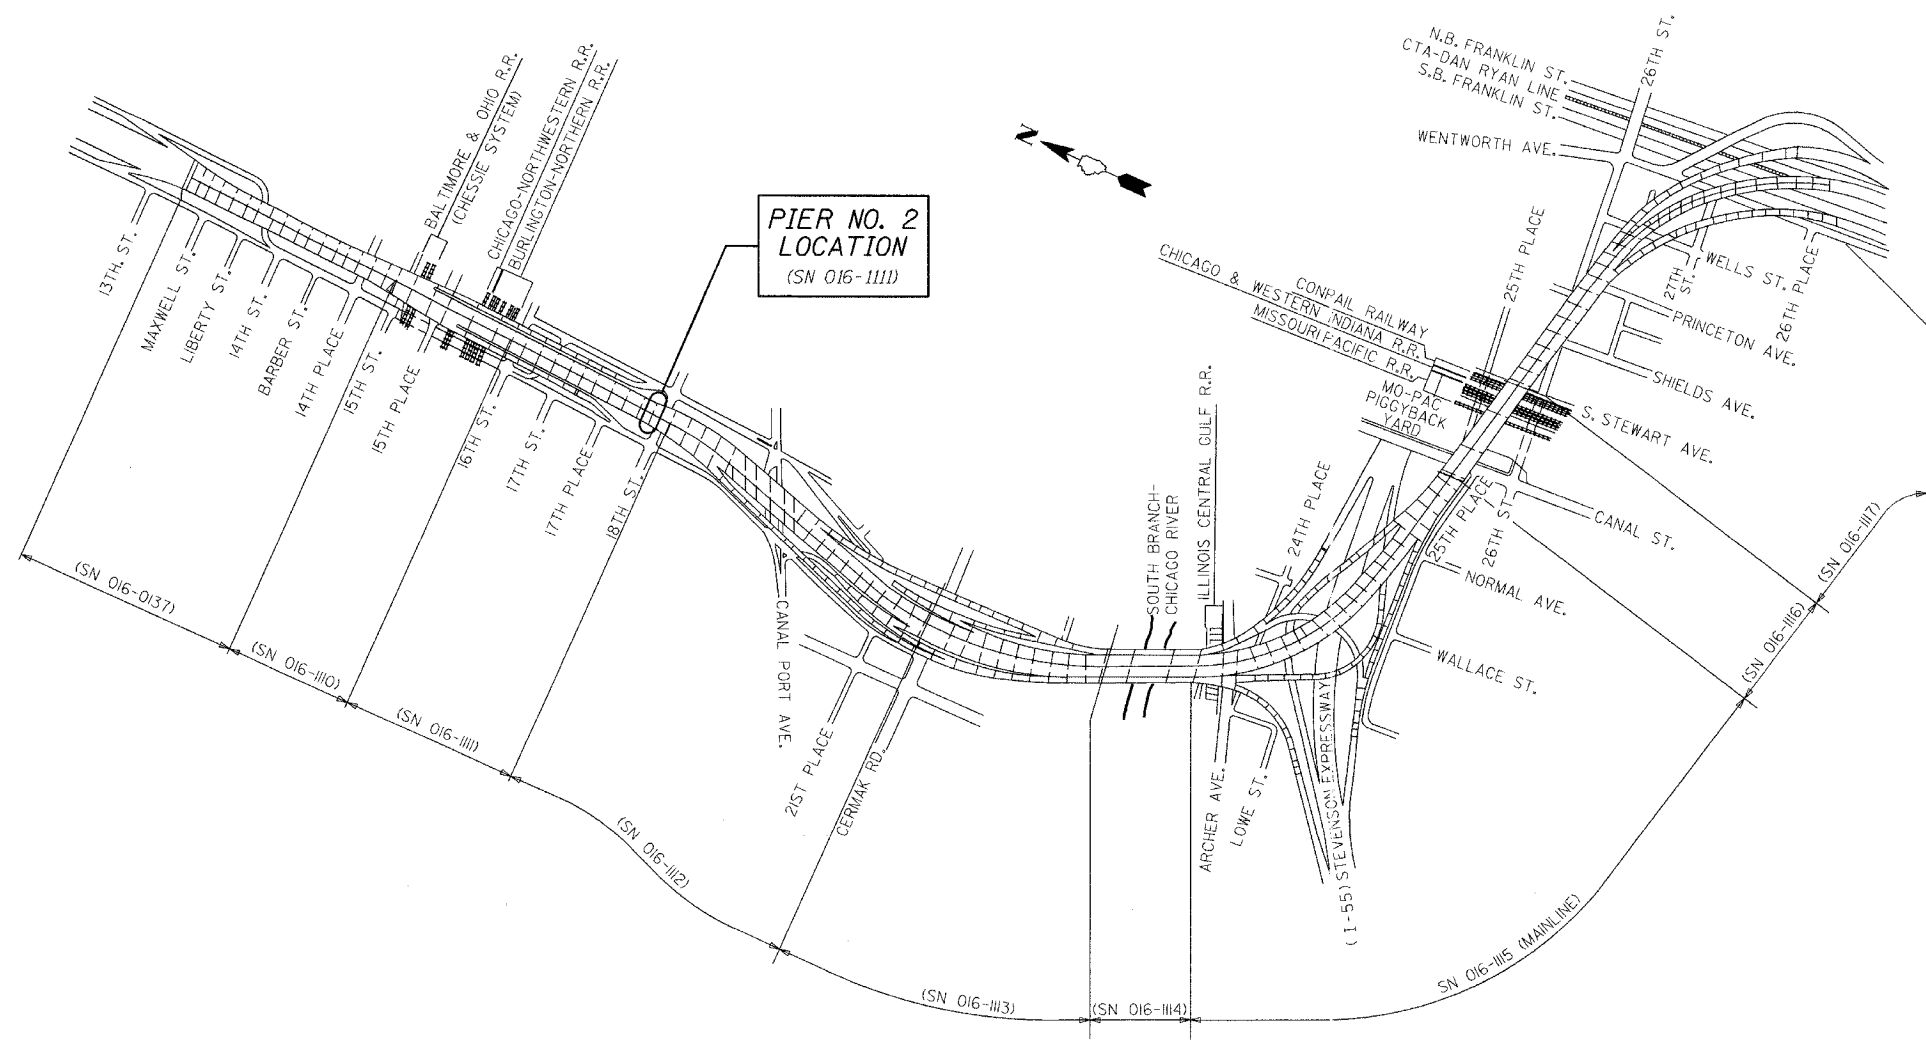 BALTIMORE & OHIO R.R.
(CHESSIE SYSTEM)
CHICAGO-NORTHWESTERN R.R.
BURLINGTON-NORTHERN R.R.
PIER NO. 2
LOCATION
(SN 016-1111)
N
N.B. FRANKLIN ST.
CTA-DAN RYAN LINE
S.B. FRANKLIN ST.
26TH ST.
WENTWORTH AVE.
25TH PLACE
CHICAGO & WESTERN INDIANA R.R.
CONRAIL RAILWAY
MISSOURI PACIFIC R.R.
MO-PAC
PIGGYBACK
YARD
27TH
ST.
WELLS ST.
26TH PLACE
PRINCETON AVE.
SHIELDS AVE.
S. STEWART AVE.
13TH. ST.
MAXWELL ST.
LIBERTY ST.
14TH ST.
BARBER ST.
14TH PLACE
15TH ST.
15TH PLACE
16TH ST.
17TH ST.
17TH PLACE
18TH ST.
CANAL PORT AVE.
21ST PLACE
CERMAK RD.
SOUTH BRANCH-
CHICAGO RIVER
ILLINOIS CENTRAL GULF R.R.
24TH PLACE
25TH PLACE
26TH ST.
CANAL ST.
NORMAL AVE.
WALLACE ST.
ARCHER AVE.
LOWE ST.
(I-55) STEVENSON EXPRESSWAY
(SN 016-0137)
(SN 016-1110)
(SN 016-1111)
(SN 016-1112)
(SN 016-1113)
(SN 016-1114)
SN 016-1115 (MAINLINE)
(SN 016-1116)
(SN 016-1117)